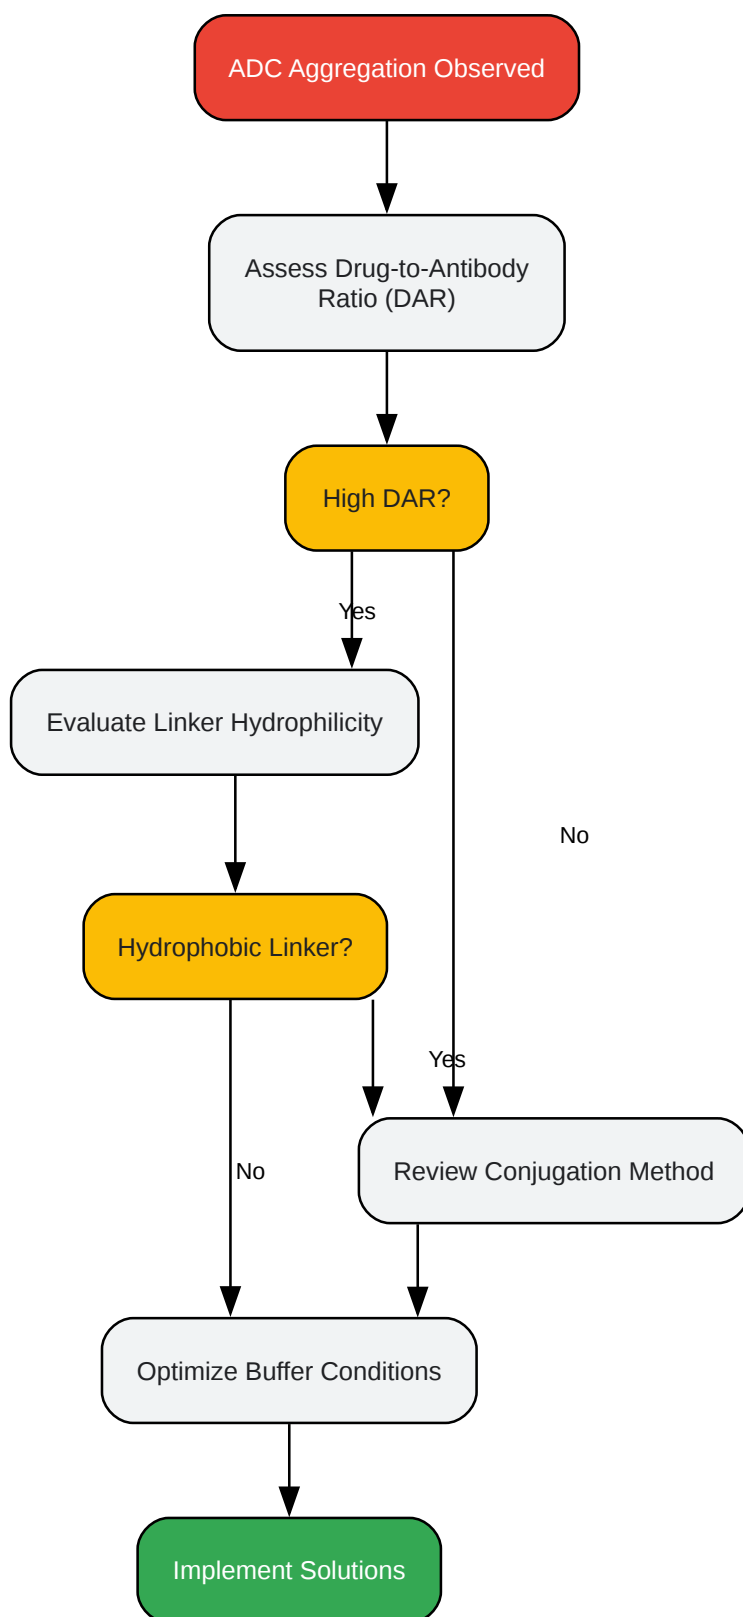 ADC Aggregation Observed
Assess Drug-to-Antibody
Ratio (DAR)
High DAR?
Yes
Evaluate Linker Hydrophilicity
No
Hydrophobic Linker?
Yes
No
Review Conjugation Method
Optimize Buffer Conditions
Implement Solutions